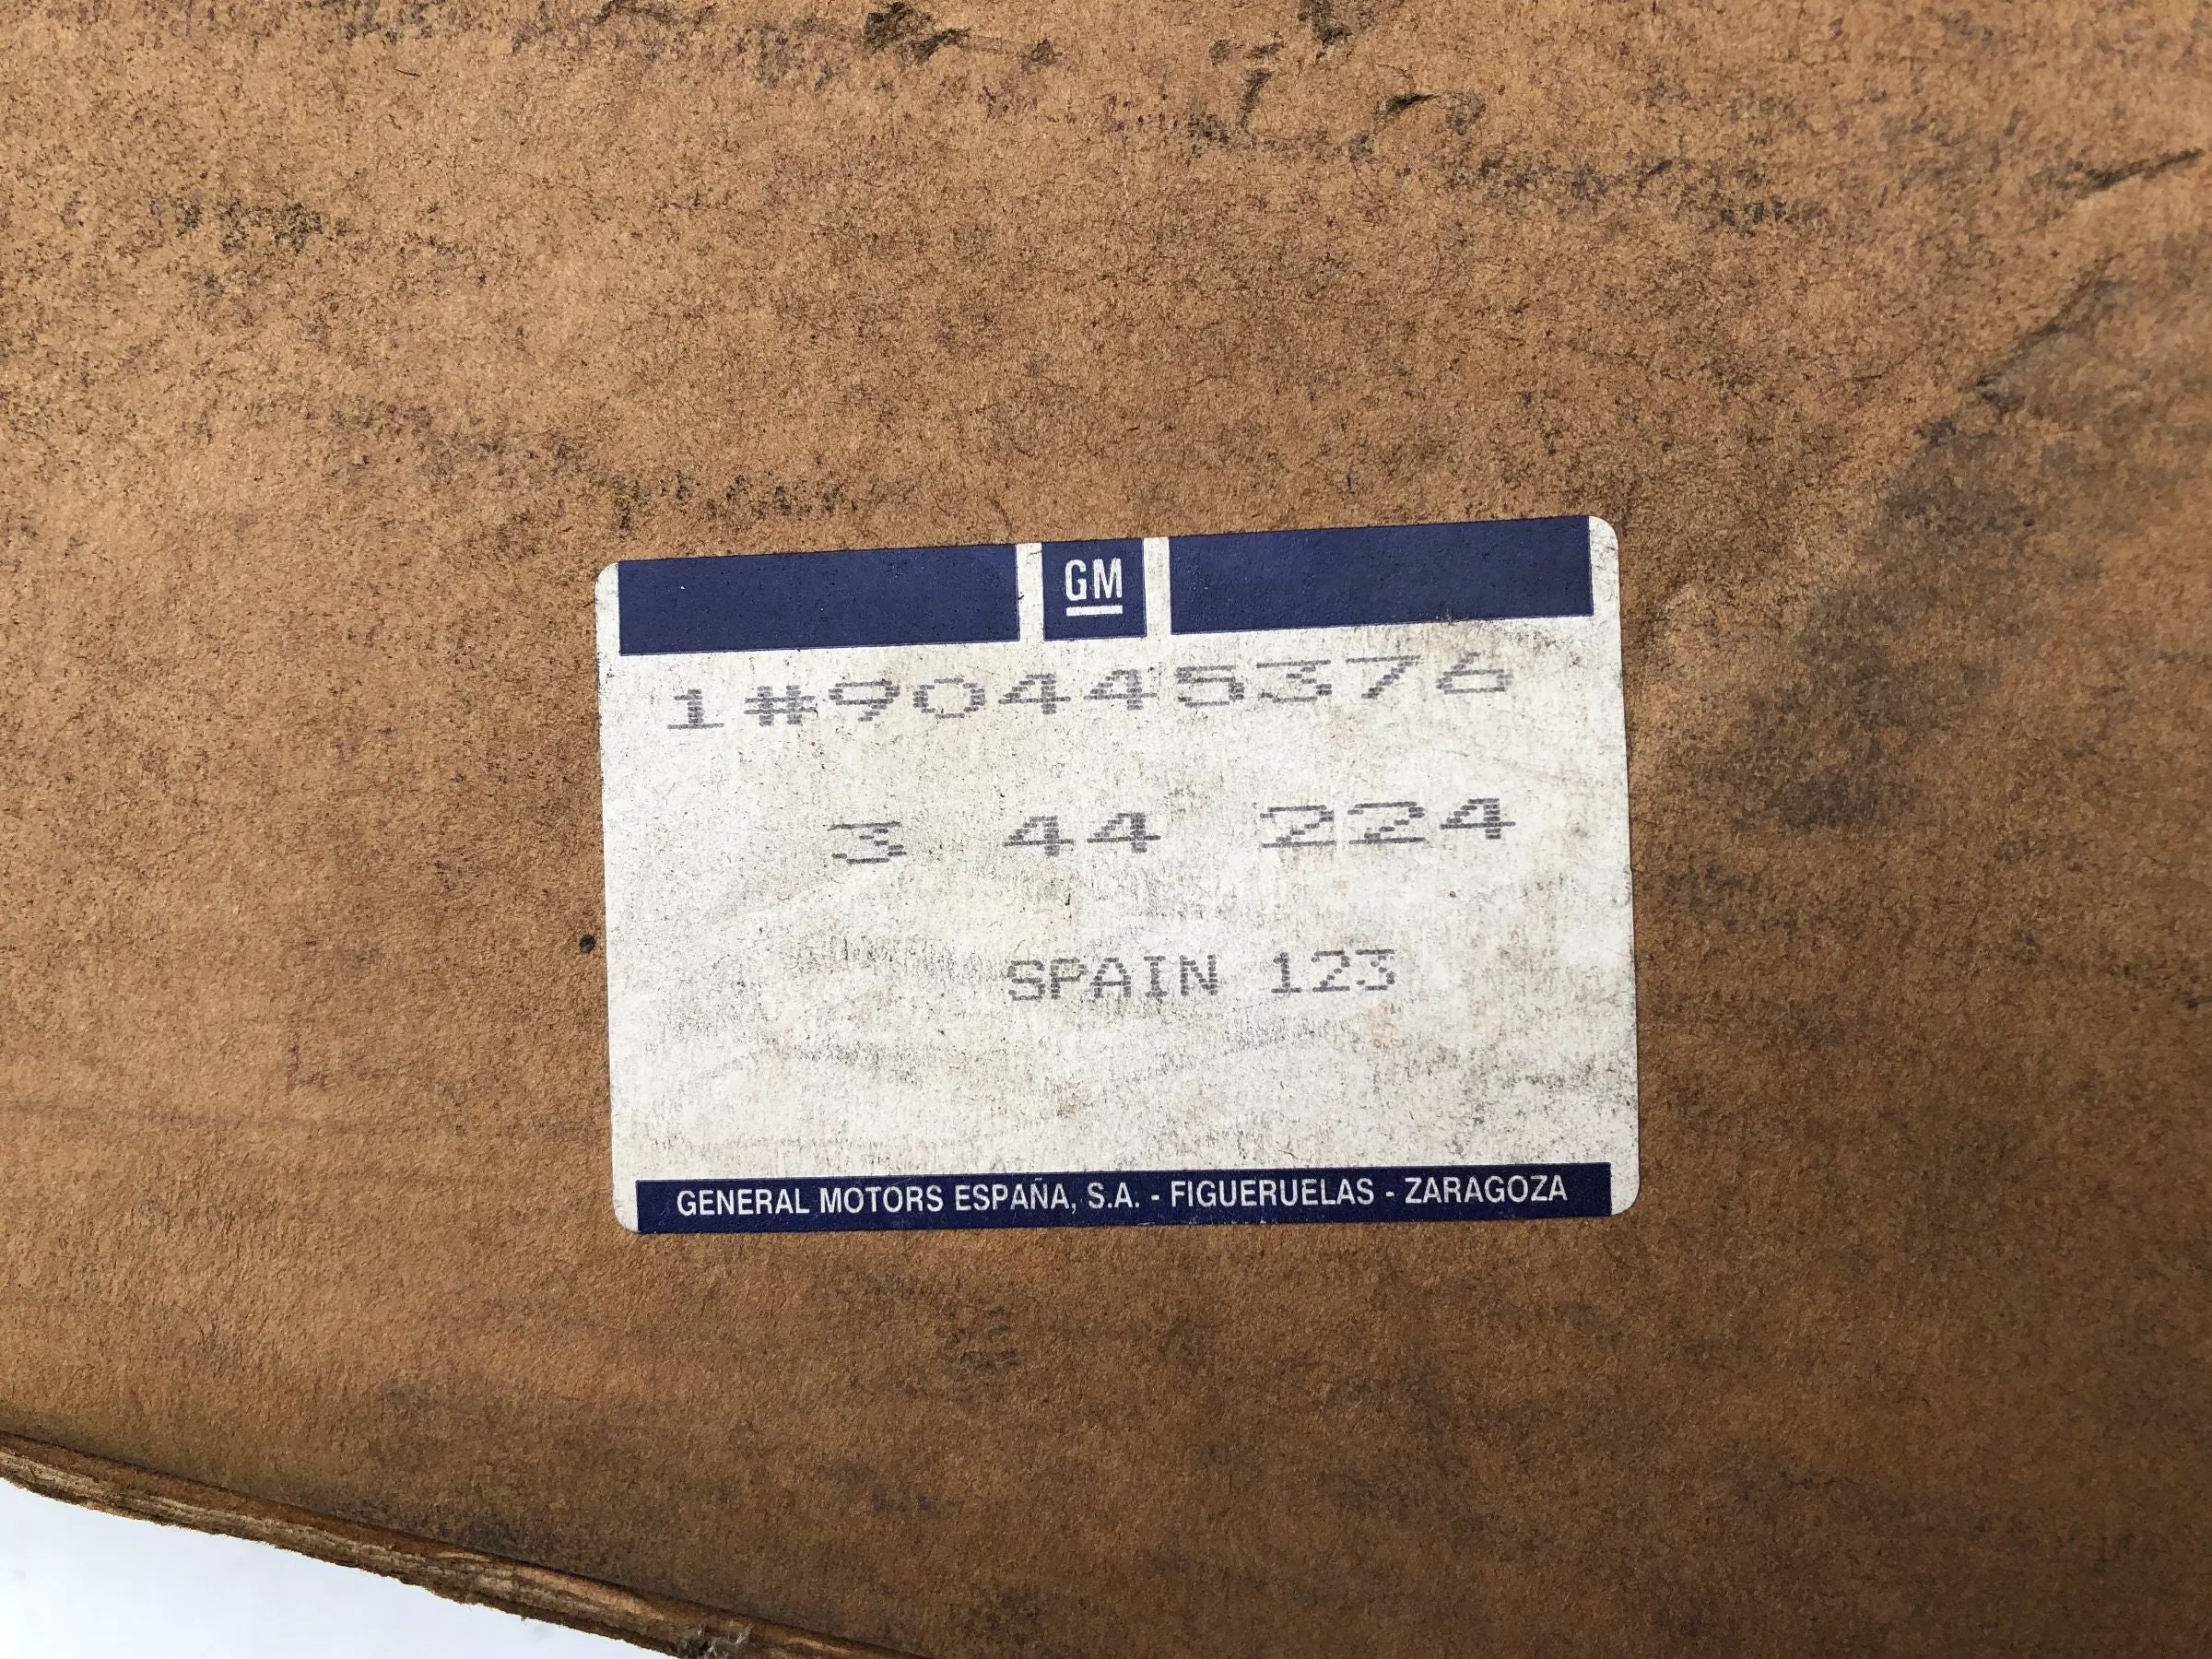 GM
1#90445376
3 44 224
SPAIN 123
GENERAL MOTORS ESPAÑA, S.A. - FIGUERUELAS - ZARAGOZA